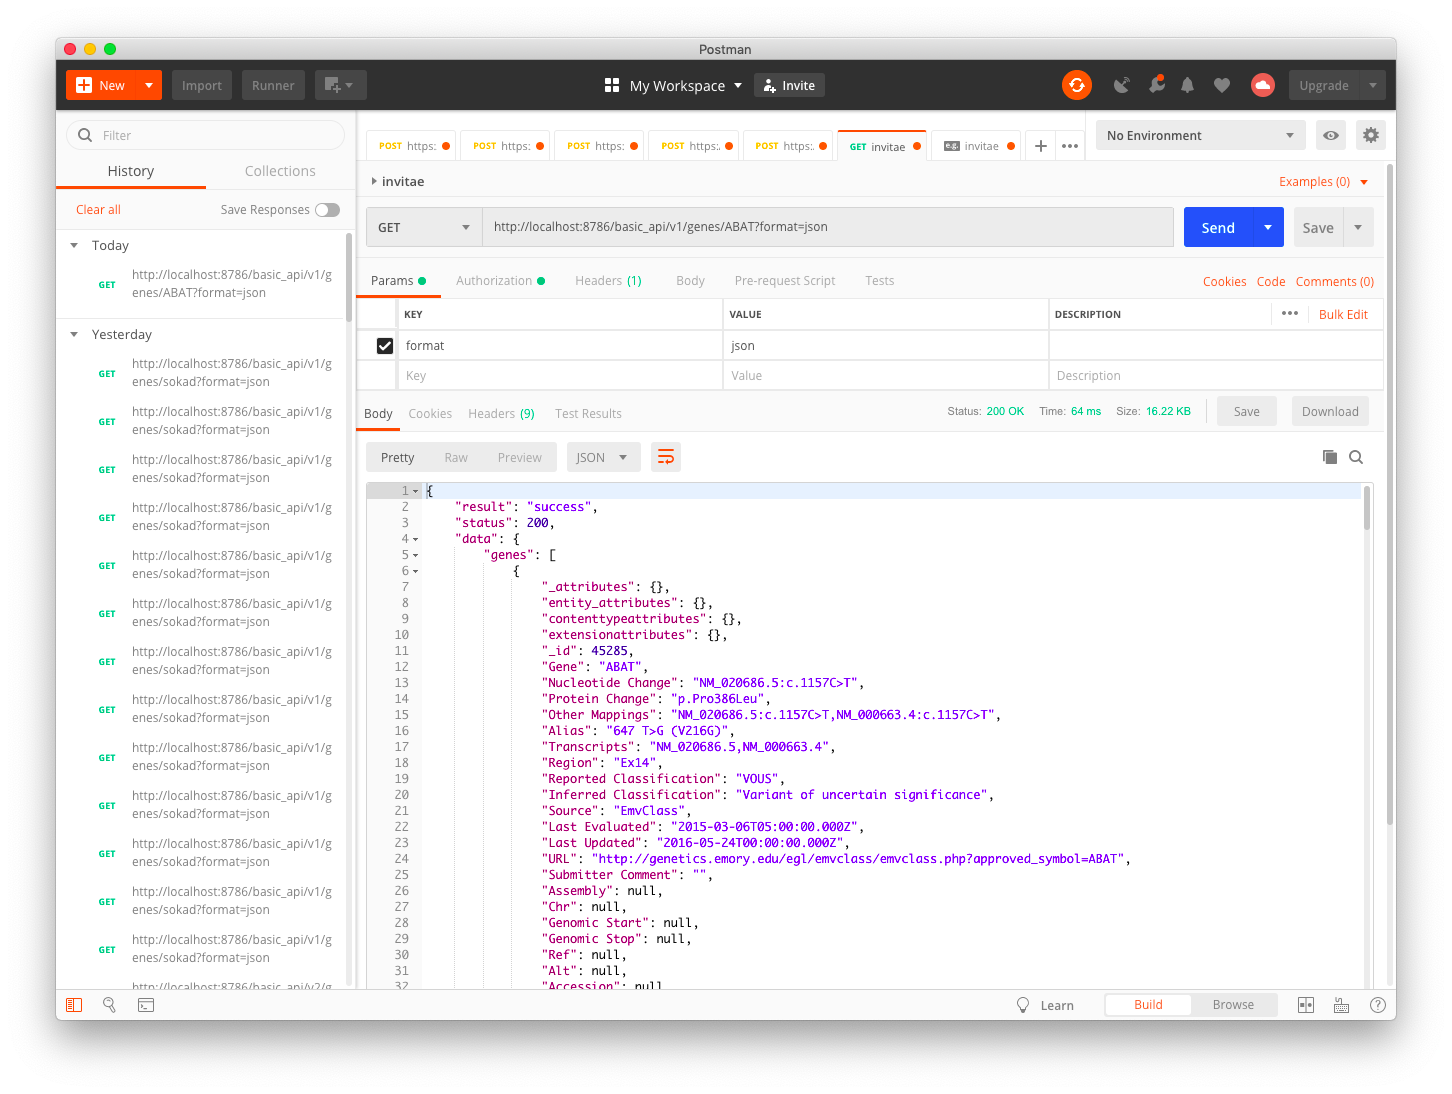 Postman
New
Import
Runner
My Workspace
Invite
Upgrade
Filter
History
Collections
Clear all
Save Responses
Today
GET
http://localhost:8786/basic_api/v1/g
enes/ABAT?format=json
Yesterday
GET
http://localhost:8786/basic_api/v1/g
enes/sokad?format=json
GET
http://localhost:8786/basic_api/v1/g
enes/sokad?format=json
GET
http://localhost:8786/basic_api/v1/g
enes/sokad?format=json
GET
http://localhost:8786/basic_api/v1/g
enes/sokad?format=json
GET
http://localhost:8786/basic_api/v1/g
enes/sokad?format=json
GET
http://localhost:8786/basic_api/v1/g
enes/sokad?format=json
GET
http://localhost:8786/basic_api/v1/g
enes/sokad?format=json
GET
http://localhost:8786/basic_api/v1/g
enes/sokad?format=json
GET
http://localhost:8786/basic_api/v1/g
enes/sokad?format=json
GET
http://localhost:8786/basic_api/v1/g
enes/sokad?format=json
GET
http://localhost:8786/basic_api/v1/g
enes/sokad?format=json
GET
http://localhost:8786/basic_api/v1/g
enes/sokad?format=json
GET
http://localhost:8786/basic_api/v1/g
enes/sokad?format=json
http://localhost:8786/basic_api/v2/g
POST https:
POST https:
POST https:
POST https:.
POST https:.
GET invitae
e.g. invitae
No Environment
invitae
Examples (0)
GET
http://localhost:8786/basic_api/v1/genes/ABAT?format=json
Send
Save
Params
Authorization
Headers (1)
Body
Pre-request Script
Tests
Cookies
Code
Comments (0)
KEY
VALUE
DESCRIPTION
Bulk Edit
format
json
Key
Value
Description
Body
Cookies
Headers (9)
Test Results
Status: 200 OK
Time: 64 ms
Size: 16.22 KB
Save
Download
Pretty
Raw
Preview
JSON
1 {
2 "result": "success",
3 "status": 200,
4 "data": {
5 "genes": [
6 {
7 "_attributes": {},
8 "entity_attributes": {},
9 "contenttypeattributes": {},
10 "extensionattributes": {},
11 "_id": 45285,
12 "Gene": "ABAT",
13 "Nucleotide Change": "NM_020686.5:c.1157C>T",
14 "Protein Change": "p.Pro386Leu",
15 "Other Mappings": "NM_020686.5:c.1157C>T,NM_000663.4:c.1157C>T",
16 "Alias": "647 T>G (V216G)",
17 "Transcripts": "NM_020686.5,NM_000663.4",
18 "Region": "Ex14",
19 "Reported Classification": "VOUS",
20 "Inferred Classification": "Variant of uncertain significance",
21 "Source": "EmvClass",
22 "Last Evaluated": "2015-03-06T05:00:00.000Z",
23 "Last Updated": "2016-05-24T00:00:00.000Z",
24 "URL": "http://genetics.emory.edu/egl/emvclass/emvclass.php?approved_symbol=ABAT",
25 "Submitter Comment": "",
26 "Assembly": null,
27 "Chr": null,
28 "Genomic Start": null,
29 "Genomic Stop": null,
30 "Ref": null,
31 "Alt": null,
32 "Accession": null
Learn
Build
Browse